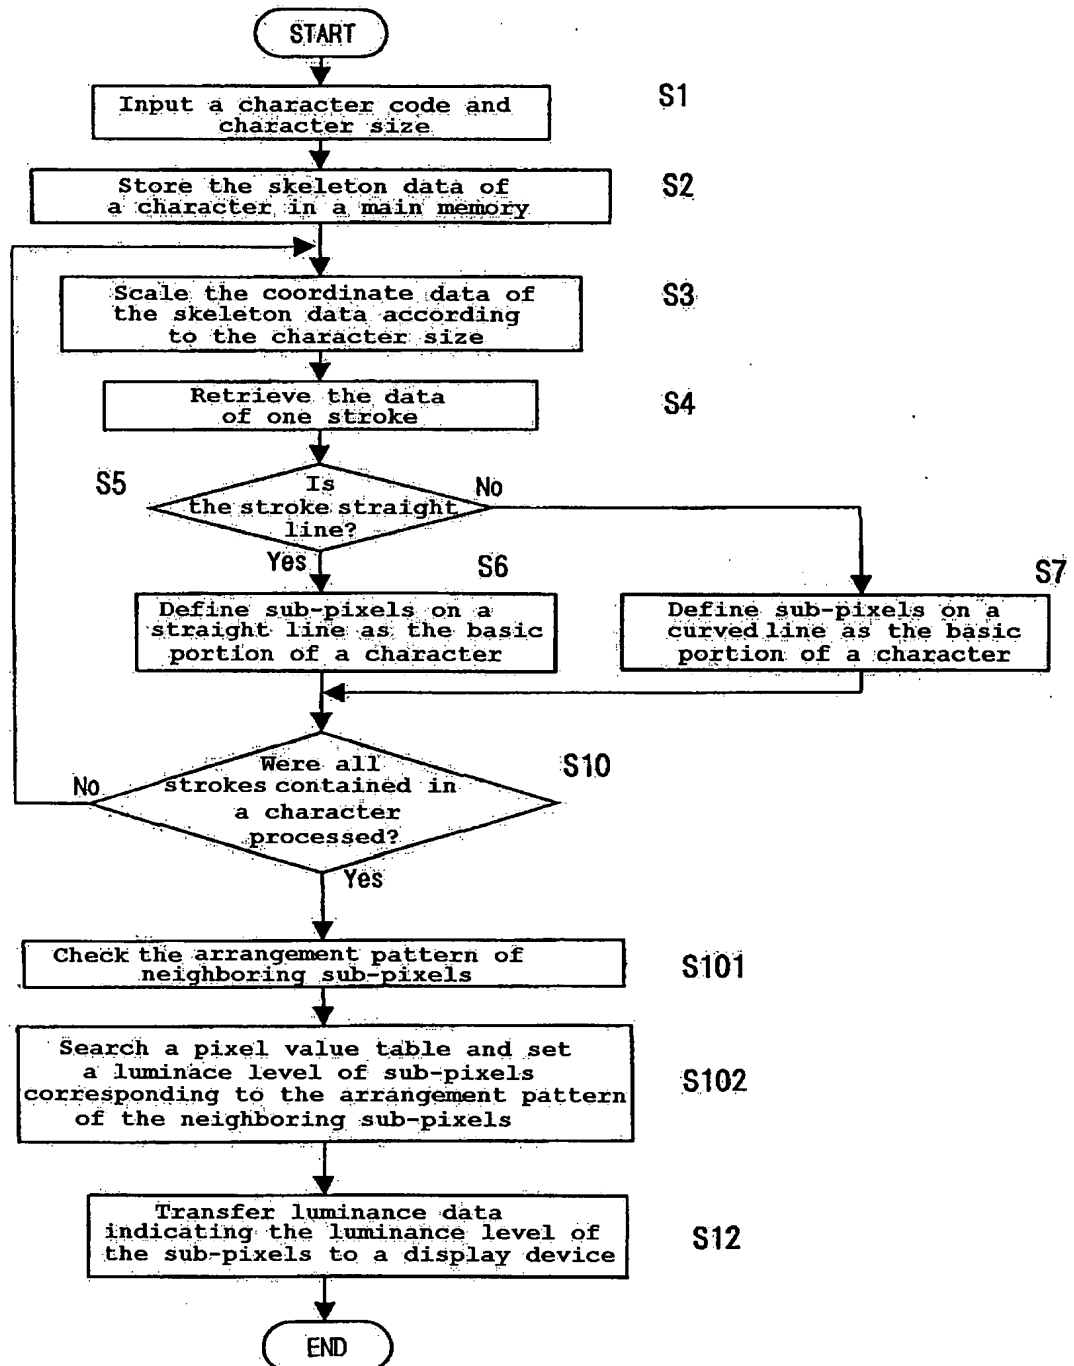 START
Input a character code and
character size
S1
Store the skeleton data of
a character in a main memory
S2
Scale the coordinate data of
the skeleton data according
to the character size
S3
Retrieve the data
of one stroke
S4
S5
Is
the stroke straight
line?
No
Yes
S6
S7
Define sub-pixels on a
straight line as the basic
portion of a character
Define sub-pixels on a
curved line as the basic
portion of a character
Were all
strokes contained in
a character
processed?
S10
No
Yes
Check the arrangement pattern of
neighboring sub-pixels
S101
Search a pixel value table and set
a luminace level of sub-pixels
corresponding to the arrangement pattern
of the neighboring sub-pixels
S102
Transfer luminance data
indicating the luminance level of
the sub-pixels to a display device
S12
END